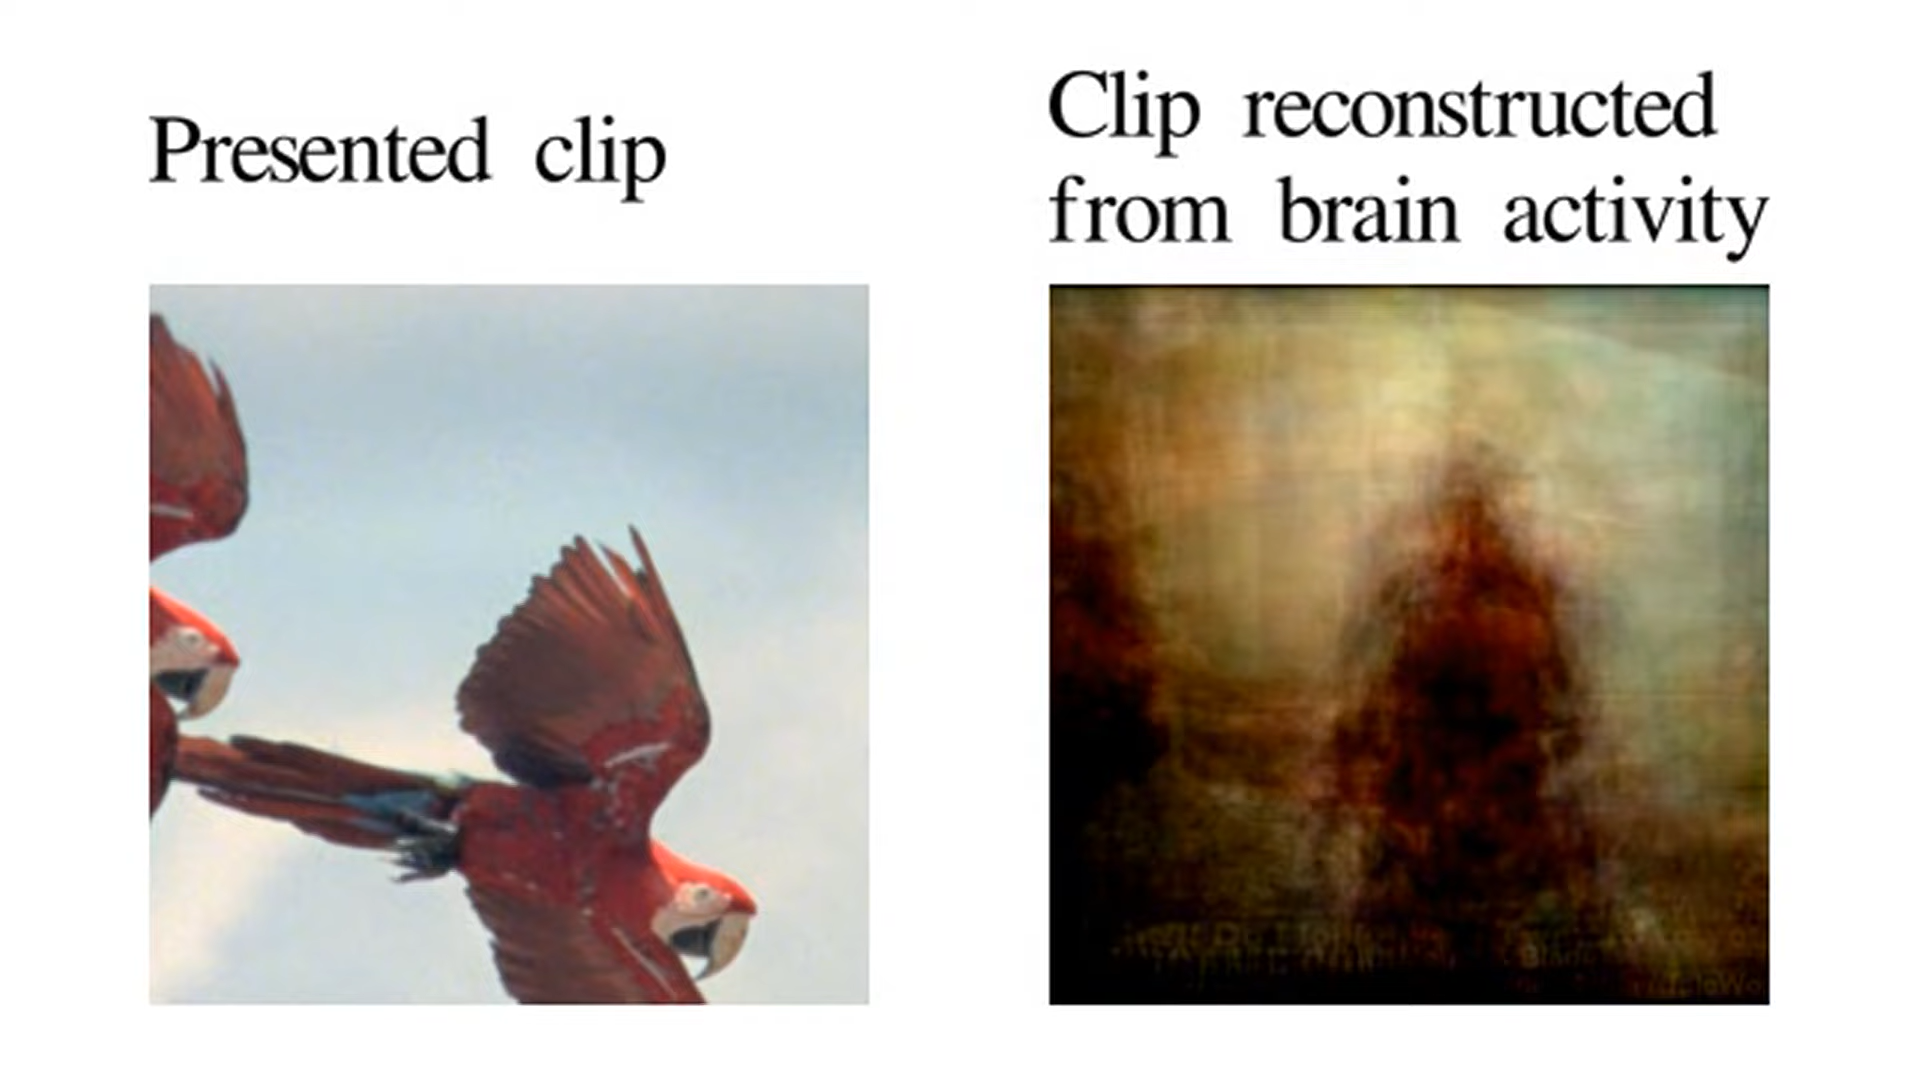 Presented clip
Clip reconstructed
from brain activity